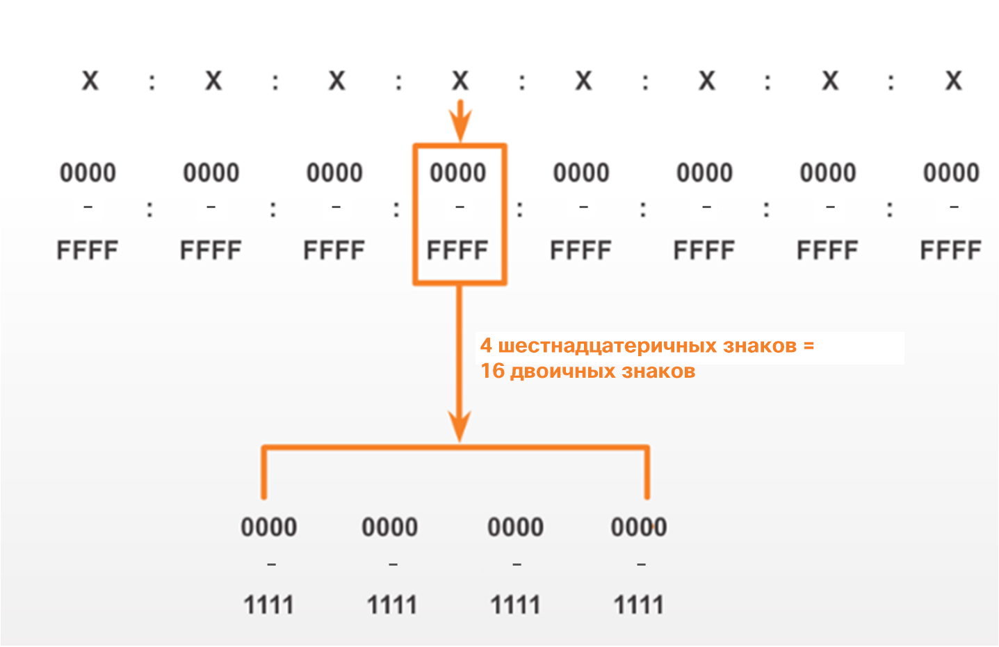 X : X : X : X : X : X : X : X
0000 0000 0000 0000 0000 0000 0000 0000
– : – : – : – : – : – : – : –
FFFF FFFF FFFF FFFF FFFF FFFF FFFF FFFF
4 шестнадцатеричных знаков =
16 двоичных знаков
0000 0000 0000 0000
– – – –
1111 1111 1111 1111